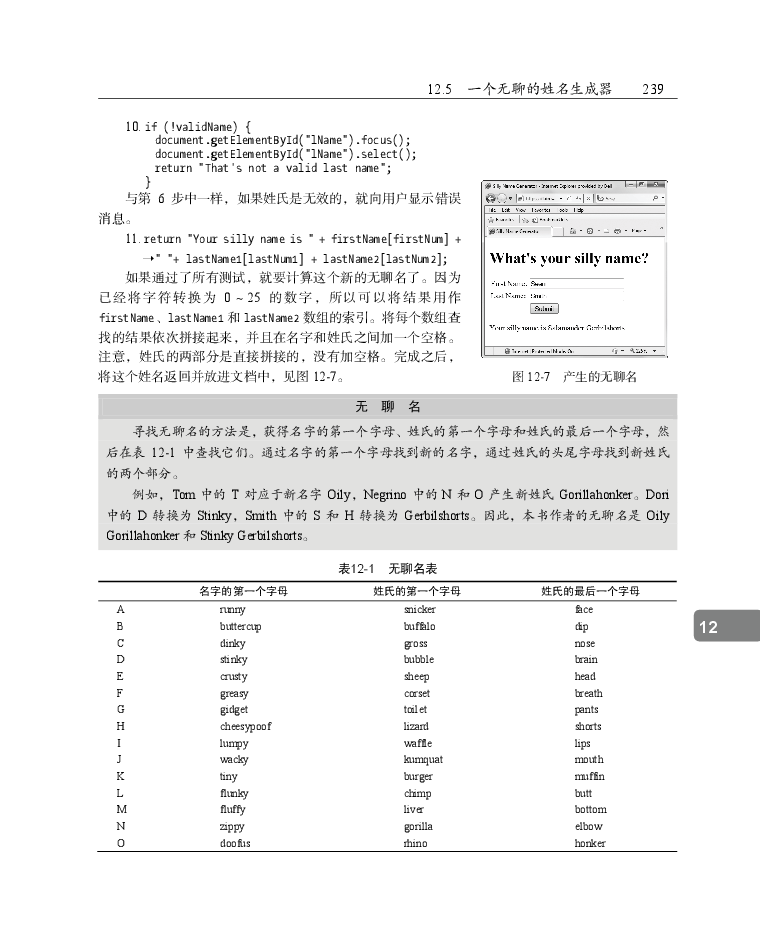 12.5 一个无聊的姓名生成器 239
10. if (!validName) {
document.getElementById("lName").focus();
document.getElementById("lName").select();
return "That's not a valid last name";
}
与第 6 步中一样，如果姓氏是无效的，就向用户显示错误
消息。
11. return "Your silly name is " + firstName[firstNum] +
→" "+ lastName1[lastNum1] + lastName2[lastNum2];
如果通过了所有测试，就要计算这个新的无聊名了。因为
已经将字符转换为 0～25 的数字，所以可以将结果用作
firstName、lastName1 和 lastName2 数组的索引。将每个数组查
找的结果依次拼接起来，并且在名字和姓氏之间加一个空格。
注意，姓氏的两部分是直接拼接的，没有加空格。完成之后，
将这个姓名返回并放进文档中，见图 12-7。
Silly Name Generator - Internet Explorer provided by Dell
File Edit View Favorites Tools Help
Silly Name Generator
What's your silly name?
First Name: Sean
Last Name: Smith
Submit
Your silly name is Salamander Gerbilshorts
图 12-7 产生的无聊名
无 聊 名
寻找无聊名的方法是，获得名字的第一个字母、姓氏的第一个字母和姓氏的最后一个字母，然
后在表 12-1 中查找它们。通过名字的第一个字母找到新的名字，通过姓氏的头尾字母找到新姓氏
的两个部分。
例如，Tom 中的 T 对应于新名字 Oily，Negrino 中的 N 和 O 产生新姓氏 Gorillahonker。Dori
中的 D 转换为 Stinky，Smith 中的 S 和 H 转换为 Gerbilshorts。因此，本书作者的无聊名是 Oily
Gorillahonker 和 Stinky Gerbilshorts。
表12-1 无聊名表
名字的第一个字母 姓氏的第一个字母 姓氏的最后一个字母
A runny snicker face
B buttercup buffalo dip
C dinky gross nose
D stinky bubble brain
E crusty sheep head
F greasy corset breath
G gidget toilet pants
H cheesypoof lizard shorts
I lumpy waffle lips
J wacky kumquat mouth
K tiny burger muffin
L flunky chimp butt
M fluffy liver bottom
N zippy gorilla elbow
O doofus rhino honker
12